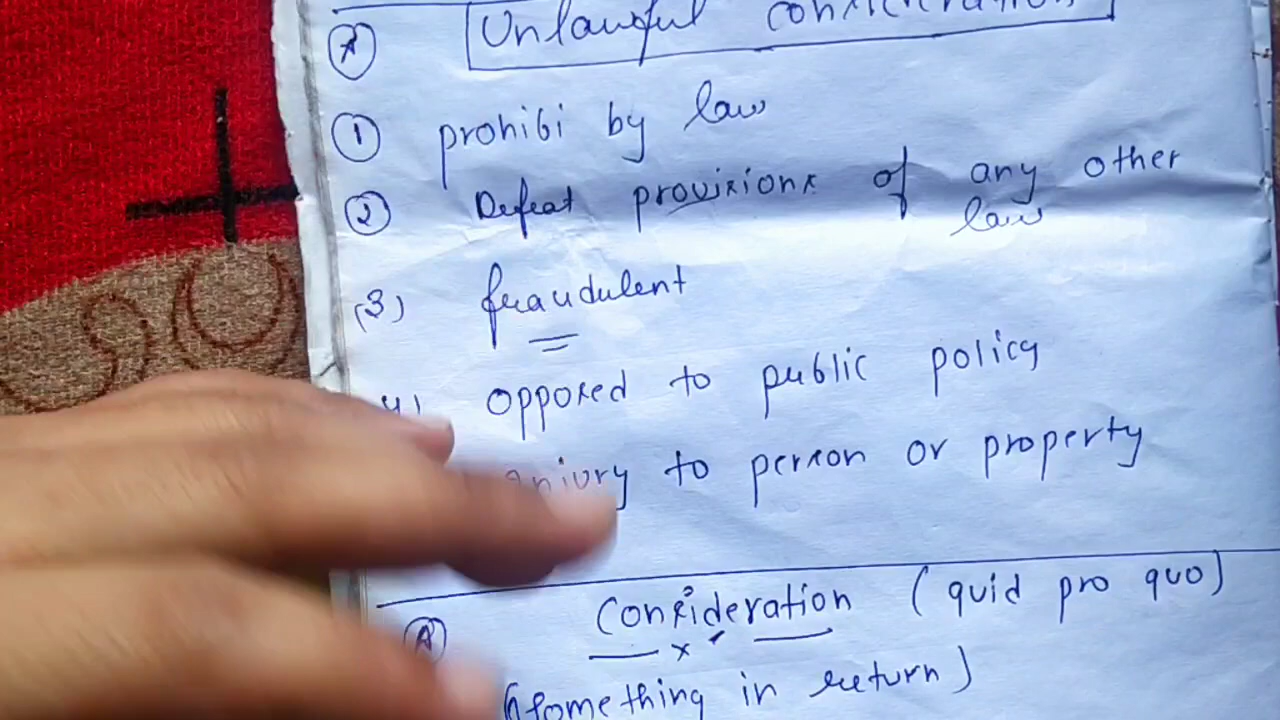 Unlawful consideration
① prohibi by law
② Defeat provisions of any other
law
(3) fraudulent
4) opposed to public policy
injury to person or property
Consideration (quid pro quo)
(Something in return)